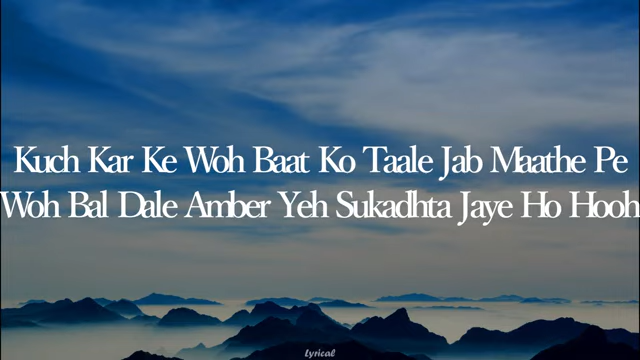 Kuch Kar Ke Woh Baat Ko Taale Jab Maathe Pe
Woh Bal Dale Amber Yeh Sukadhta Jaye Ho Hooh
Lyrical